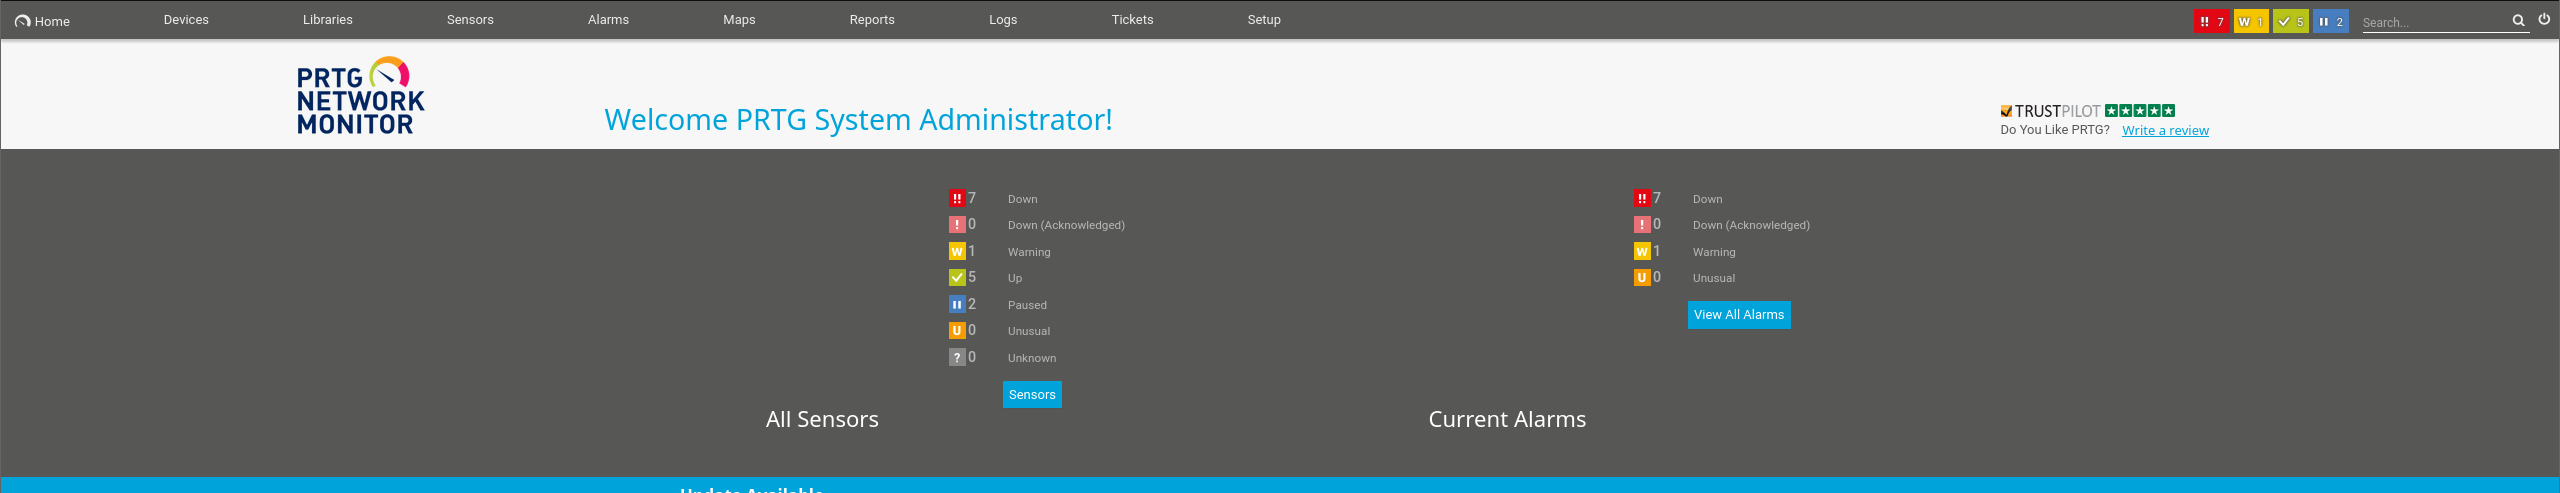 Home Devices Libraries Sensors Alarms Maps Reports Logs Tickets Setup !! 7 W 1 5 2 Search...
PRTG
NETWORK
MONITOR
Welcome PRTG System Administrator!
TRUSTPILOT
Do You Like PRTG? Write a review
!! 7 Down
! 0 Down (Acknowledged)
W 1 Warning
5 Up
2 Paused
U 0 Unusual
? 0 Unknown
Sensors
All Sensors
!! 7 Down
! 0 Down (Acknowledged)
W 1 Warning
U 0 Unusual
View All Alarms
Current Alarms
Update Available